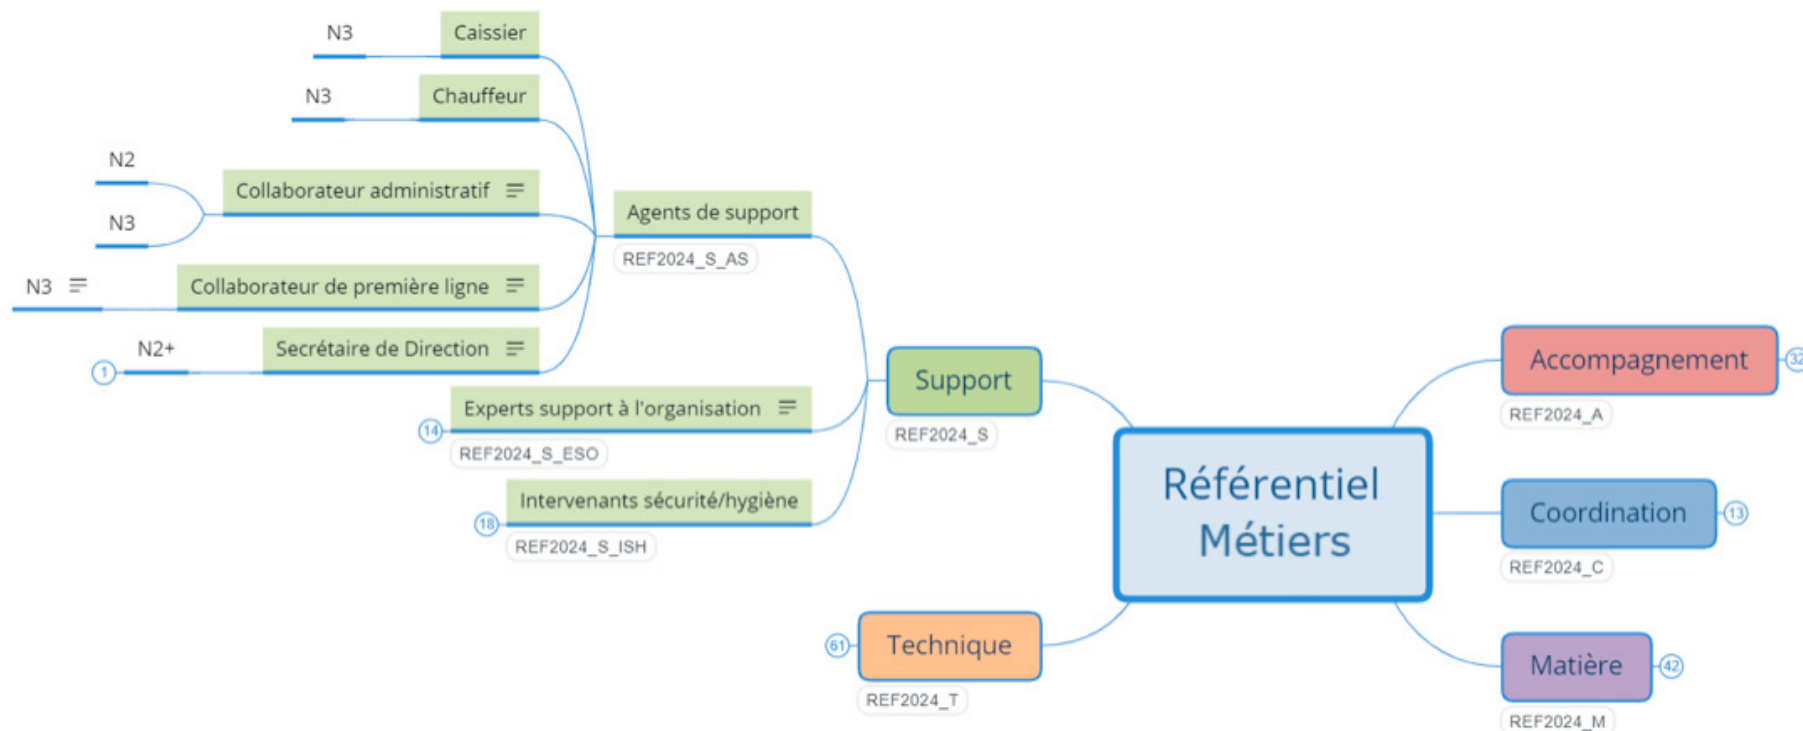 N3
Caissier
N3
Chauffeur
N2
N3
Collaborateur administratif
N3
Collaborateur de première ligne
1
N2+
Secrétaire de Direction
Agents de support
REF2024_S_AS
14
Experts support à l'organisation
REF2024_S_ESO
18
Intervenants sécurité/hygiène
REF2024_S_ISH
Support
REF2024_S
61
Technique
REF2024_T
Référentiel
Métiers
Accompagnement
32
REF2024_A
Coordination
13
REF2024_C
Matière
42
REF2024_M